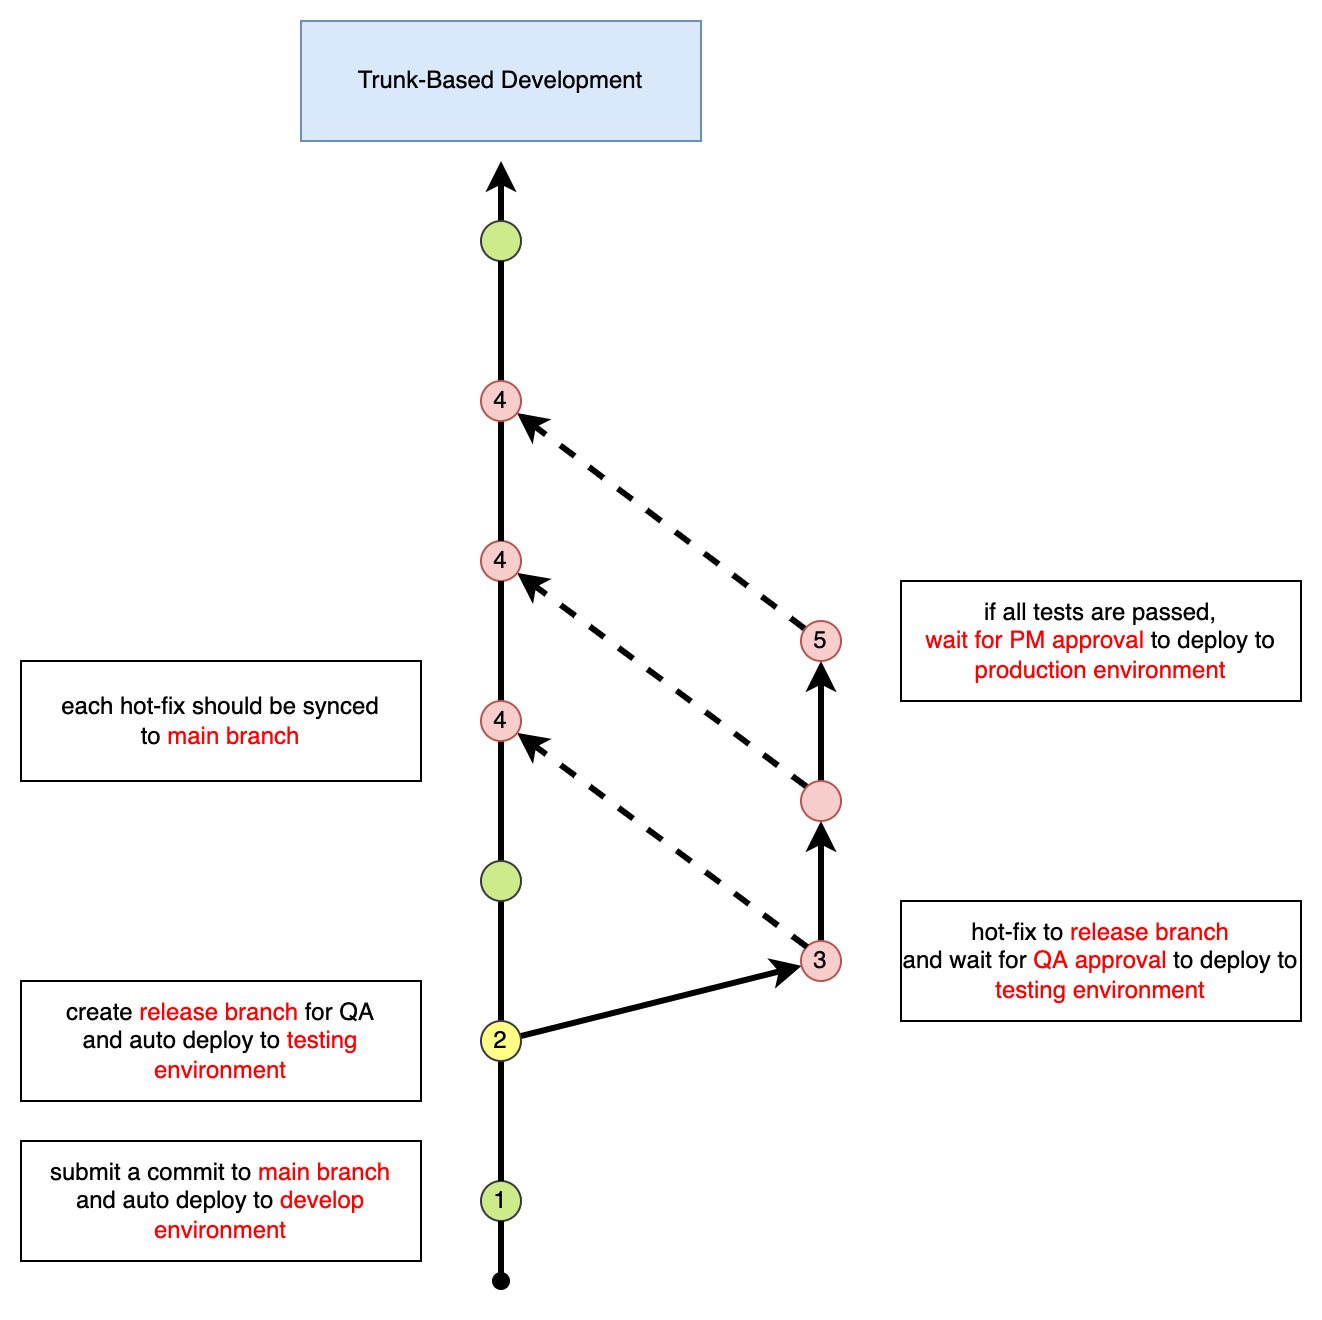 Trunk-Based Development
4
4
5
if all tests are passed,
wait for PM approval to deploy to
production environment
each hot-fix should be synced
to main branch
4
3
hot-fix to release branch
and wait for QA approval to deploy to
testing environment
create release branch for QA
and auto deploy to testing
environment
2
submit a commit to main branch
and auto deploy to develop
environment
1